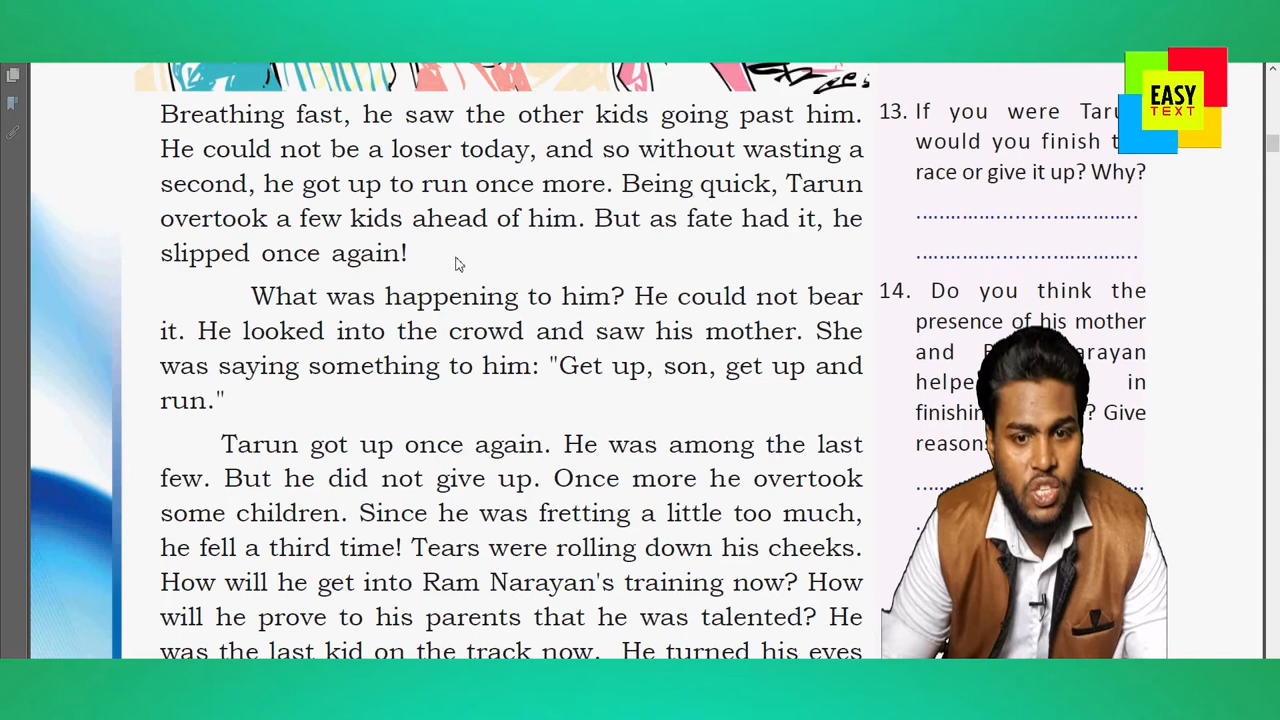 Breathing fast, he saw the other kids going past him.
He could not be a loser today, and so without wasting a
second, he got up to run once more. Being quick, Tarun
overtook a few kids ahead of him. But as fate had it, he
slipped once again!
What was happening to him? He could not bear
it. He looked into the crowd and saw his mother. She
was saying something to him: "Get up, son, get up and
run."
Tarun got up once again. He was among the last
few. But he did not give up. Once more he overtook
some children. Since he was fretting a little too much,
he fell a third time! Tears were rolling down his cheeks.
How will he get into Ram Narayan's training now? How
will he prove to his parents that he was talented? He
was the last kid on the track now. He turned his eyes
13. If you were
would you finish
race or give it up? Why?
14. Do you think the
presence of his mother
and
in
? Give
EASY
TEXT